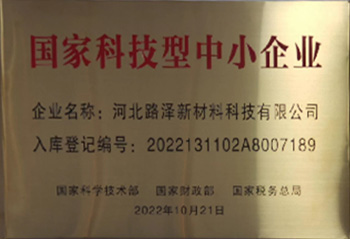 国家科技型中小企业
企业名称：河北路泽新材料科技有限公司
入库登记编号：2022131102A8007189
国家科学技术部 国家财政部 国家税务总局
2022年10月21日